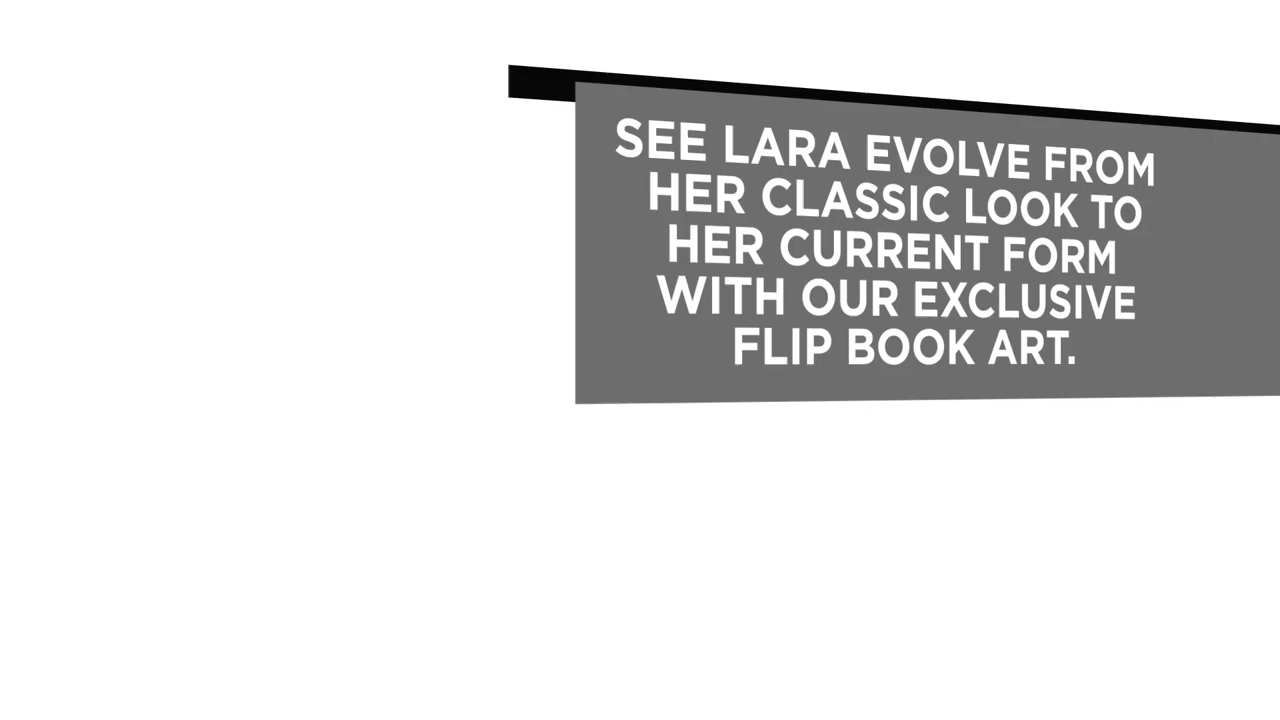 SEE LARA EVOLVE FROM
HER CLASSIC LOOK TO
HER CURRENT FORM
WITH OUR EXCLUSIVE
FLIP BOOK ART.